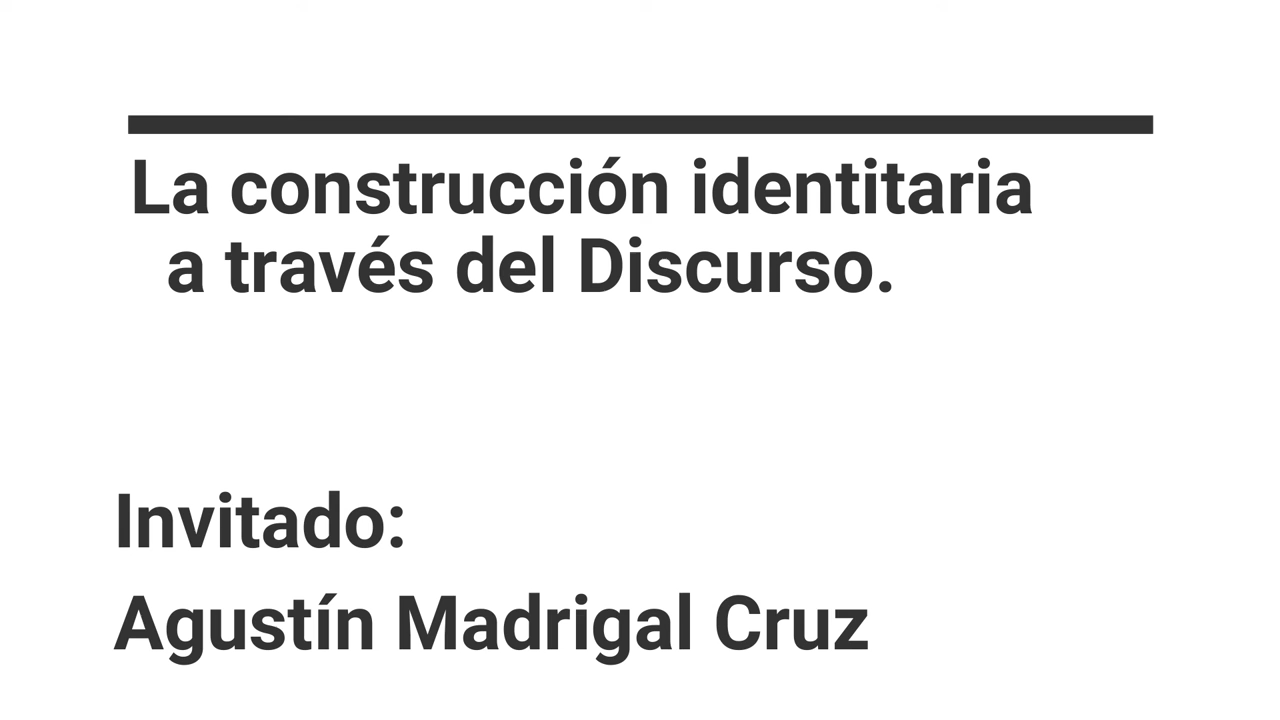 La construcción identitaria
a través del Discurso.
Invitado:
Agustín Madrigal Cruz